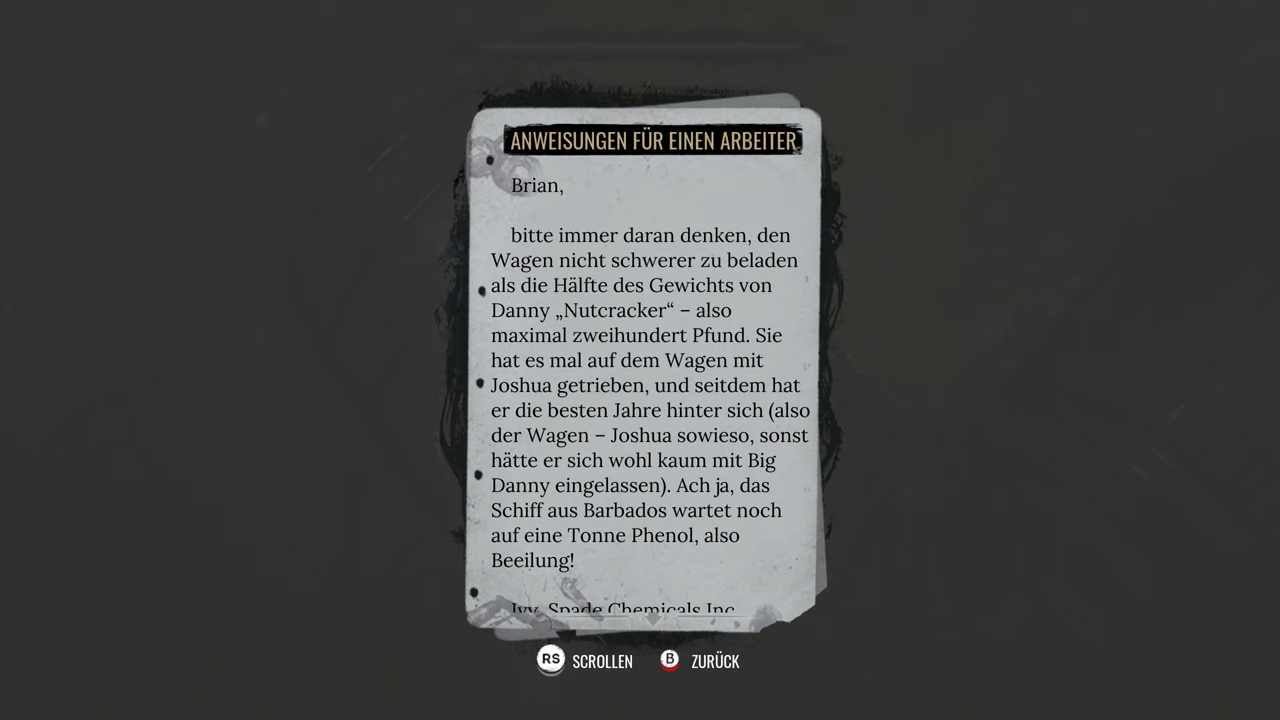 ANWEISUNGEN FÜR EINEN ARBEITER
Brian,
bitte immer daran denken, den
Wagen nicht schwerer zu beladen
als die Hälfte des Gewichts von
Danny „Nutcracker“ – also
maximal zweihundert Pfund. Sie
hat es mal auf dem Wagen mit
Joshua getrieben, und seitdem hat
er die besten Jahre hinter sich (also
der Wagen – Joshua sowieso, sonst
hätte er sich wohl kaum mit Big
Danny eingelassen). Ach ja, das
Schiff aus Barbados wartet noch
auf eine Tonne Phenol, also
Beeilung!
Ivy, Spade Chemicals Inc.
RS SCROLLEN B ZURÜCK